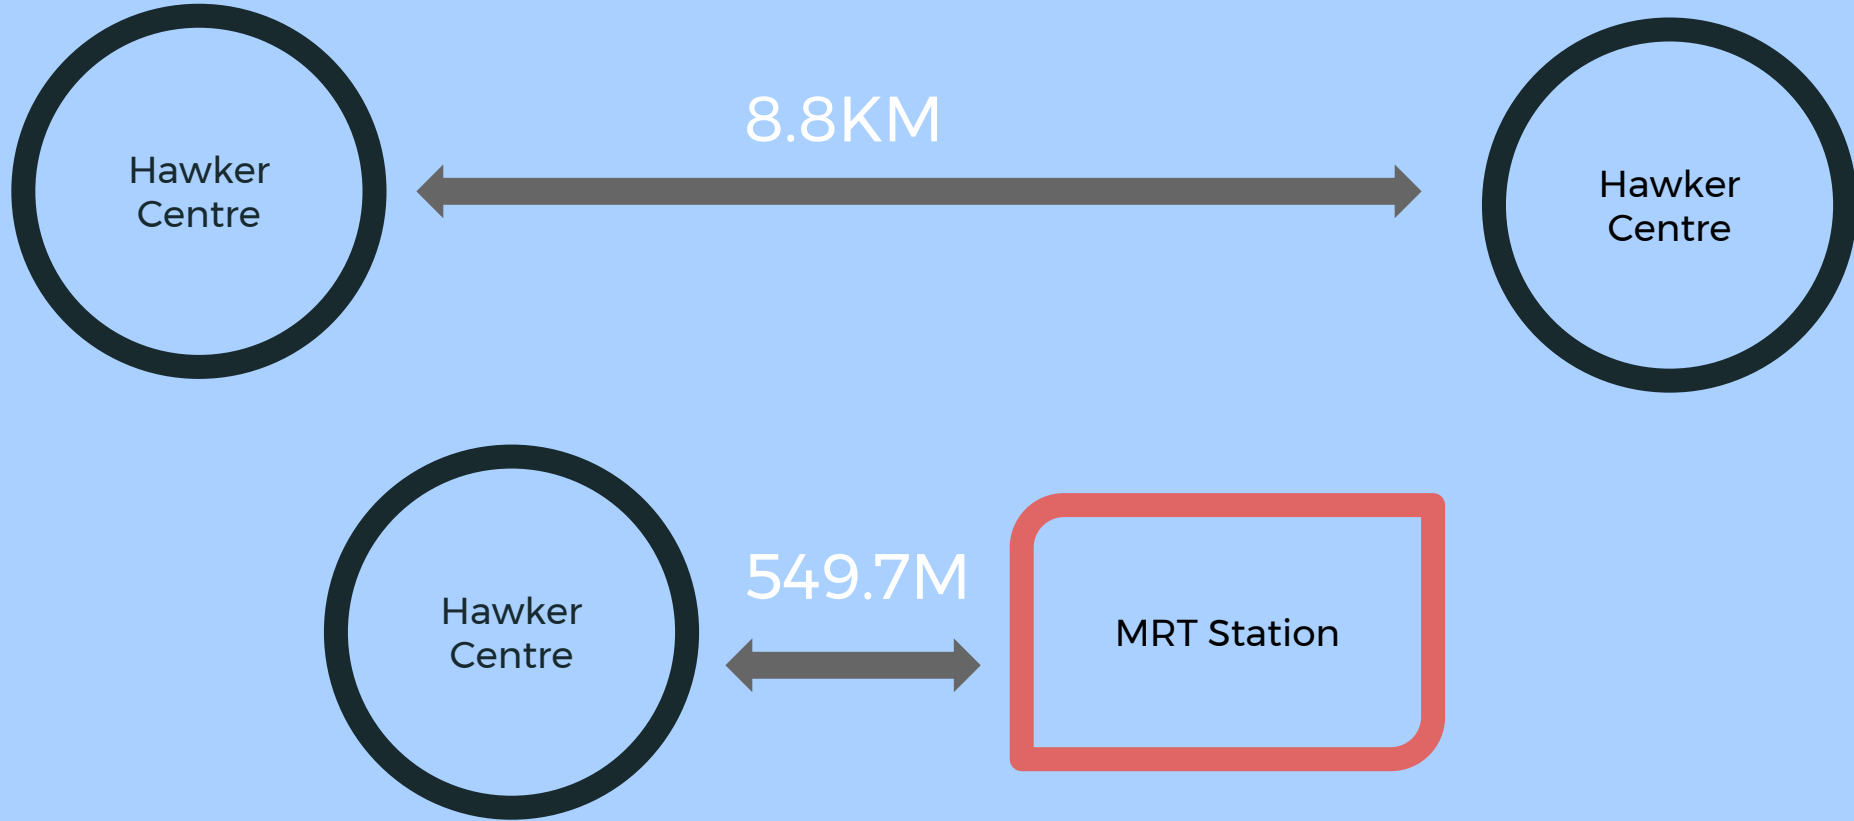 8.8KM
Hawker
Centre
Hawker
Centre
549.7M
Hawker
Centre
MRT Station